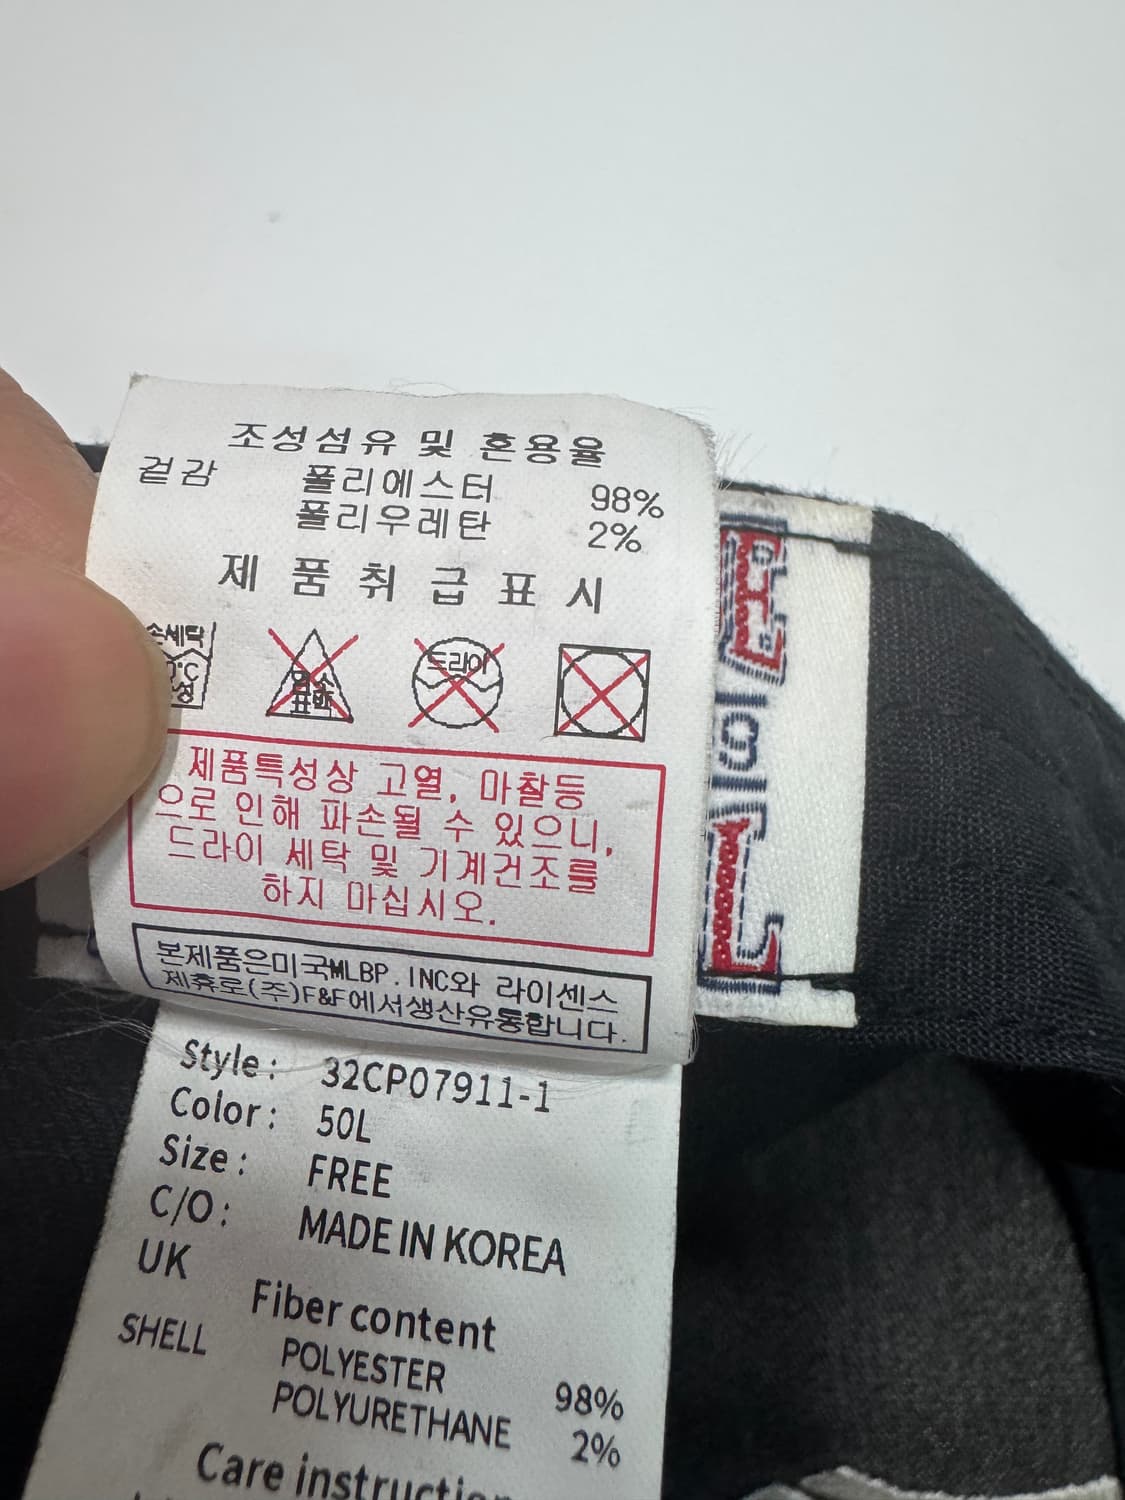 조성섬유 및 혼용율
겉감 폴리에스터 98%
폴리우레탄 2%
제품취급표시
손세탁
드라이
제품특성상 고열, 마찰등
으로 인해 파손될 수 있으니,
드라이 세탁 및 기계건조를
하지 마십시오.
본제품은미국MLBP.INC와 라이센스
제휴로(주)F&F에서생산유통합니다.
Style: 32CP07911-1
Color: 50L
Size: FREE
C/O: MADE IN KOREA
UK
Fiber content
SHELL POLYESTER 98%
POLYURETHANE 2%
Care